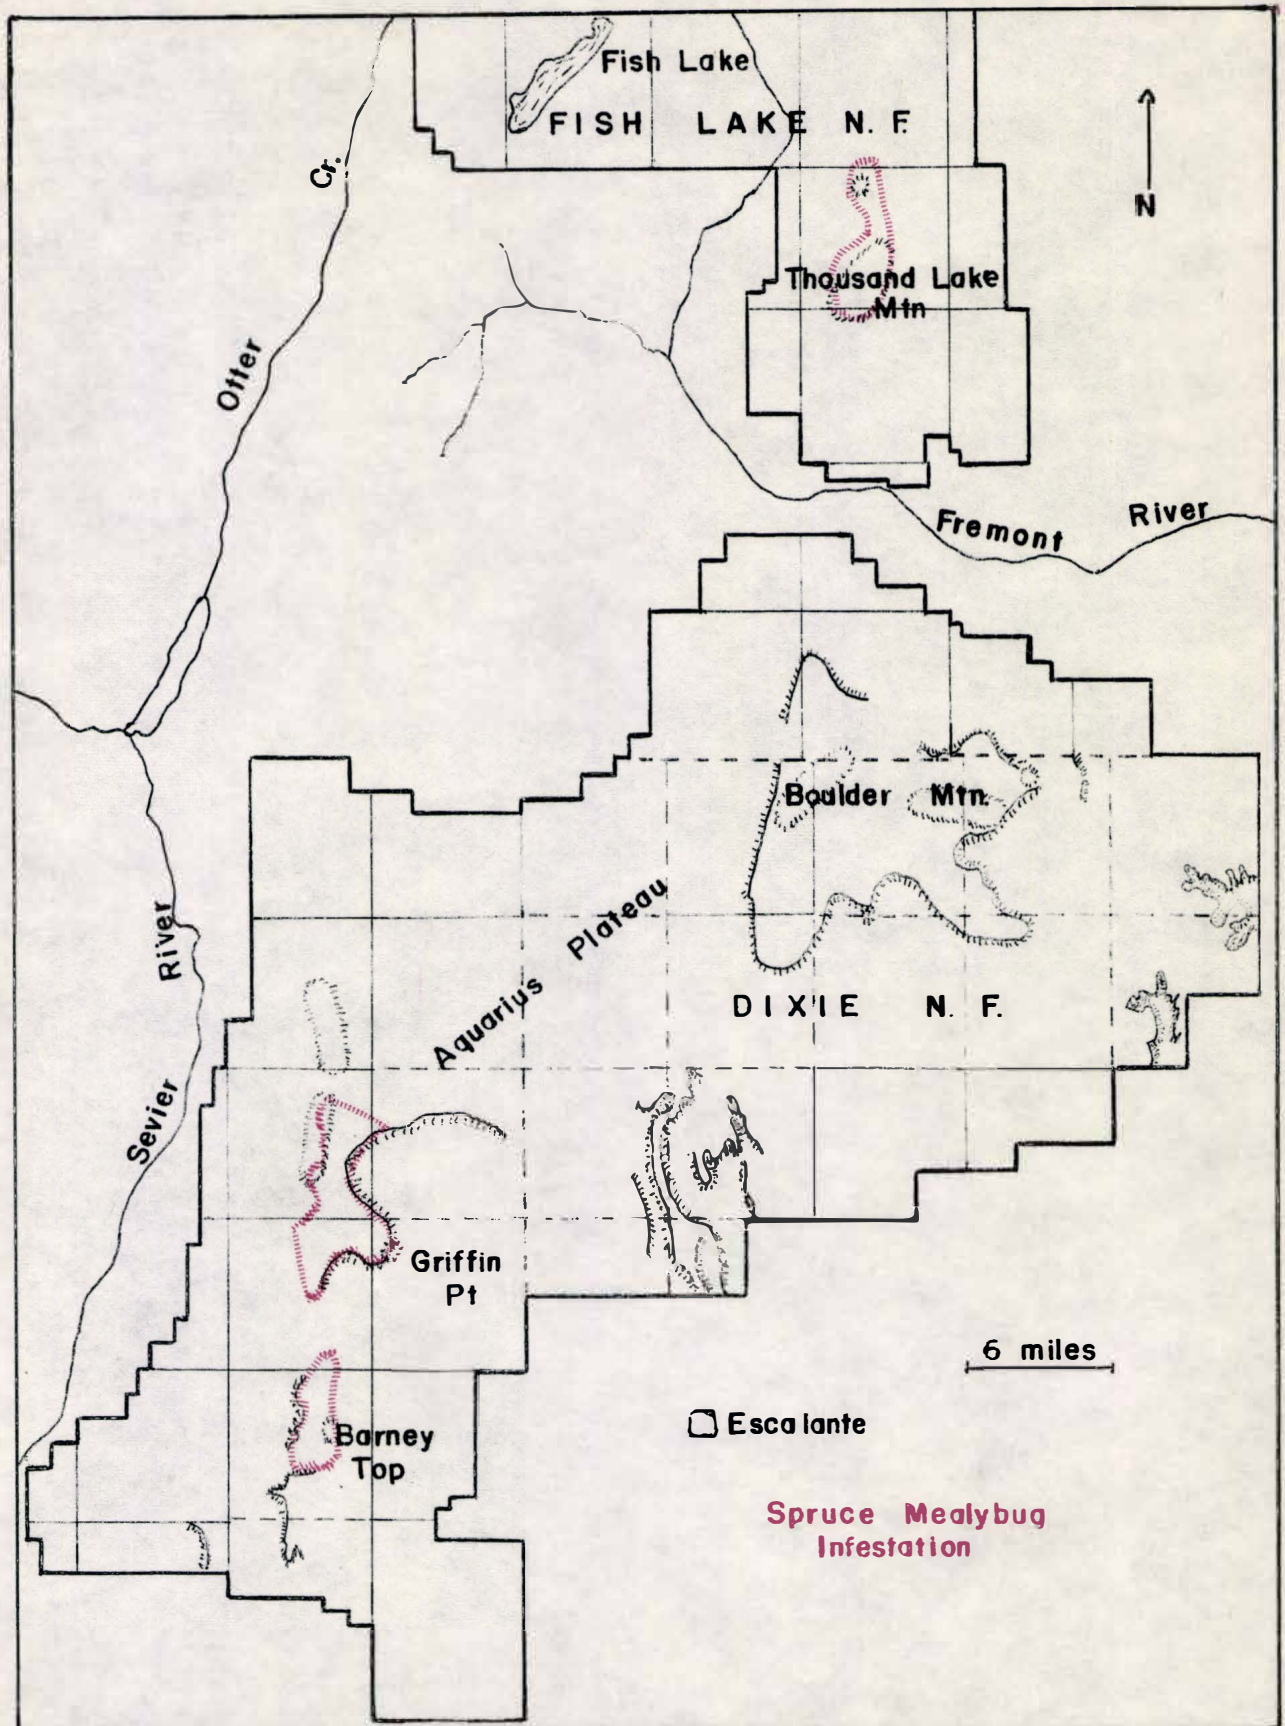 Fish Lake
FISH LAKE N. F.
Cr.
N
Thousand Lake
Mtn
Otter
Fremont River
Boulder Mtn.
Aquarius Plateau
River
DIXIE N. F.
Sevier
Griffin
Pt
6 miles
Escalante
Barney
Top
Spruce Mealybug
Infestation